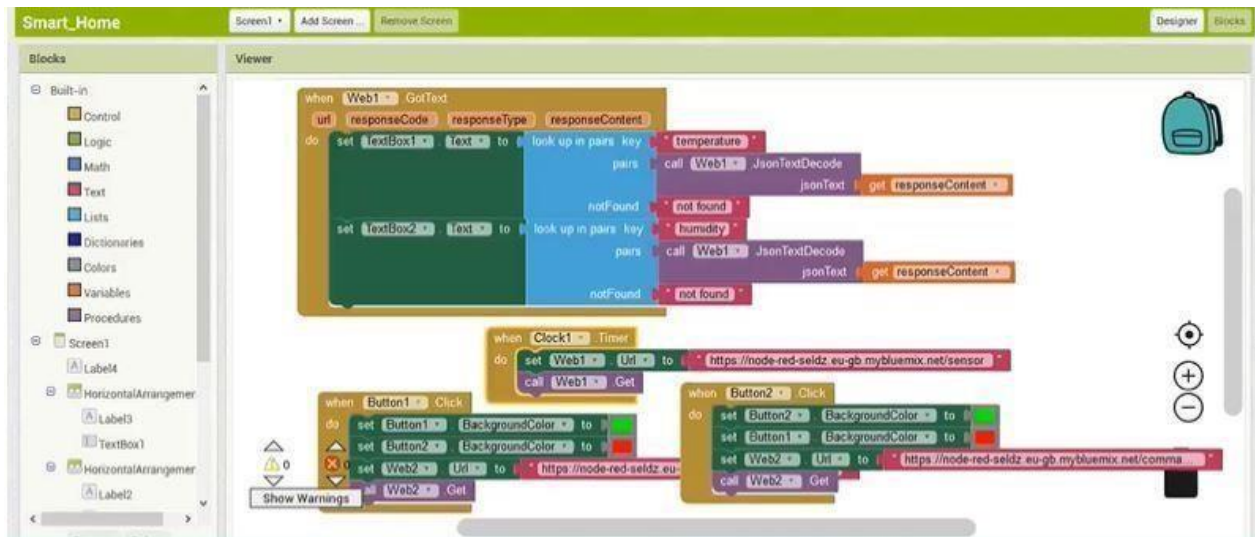 Smart_Home
Screen1
Add Screen ...
Remove Screen
Designer
Blocks
Blocks
Viewer
Built-in
Control
Logic
Math
Text
Lists
Dictionaries
Colors
Variables
Procedures
Screen1
Label4
HorizontalArrangemer
Label3
TextBox1
HorizontalArrangemer
Label2
when Web1 .GotText
url responseCode responseType responseContent
do set TextBox1 . Text to look up in pairs key " temperature "
pairs call Web1 .JsonTextDecode
jsonText get responseContent
notFound " not found "
set TextBox2 . Text to look up in pairs key " humidity "
pairs call Web1 .JsonTextDecode
jsonText get responseContent
notFound " not found "
when Clock1 .Timer
do set Web1 . Url to " https://node-red-seldz.eu-gb.mybluemix.net/sensor "
call Web1 .Get
when Button1 .Click
do set Button1 . BackgroundColor to
set Button2 . BackgroundColor to
set Web2 . Url to " https://node-red-seldz.eu-
call Web2 .Get
when Button2 .Click
do set Button2 . BackgroundColor to
set Button1 . BackgroundColor to
set Web2 . Url to " https://node-red-seldz.eu-gb.mybluemix.net/comma... "
call Web2 .Get
0
0
Show Warnings